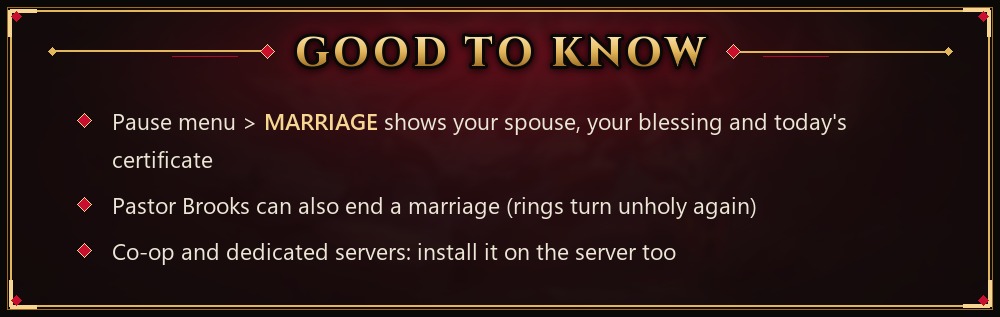 GOOD TO KNOW
Pause menu > MARRIAGE shows your spouse, your blessing and today's
certificate
Pastor Brooks can also end a marriage (rings turn unholy again)
Co-op and dedicated servers: install it on the server too